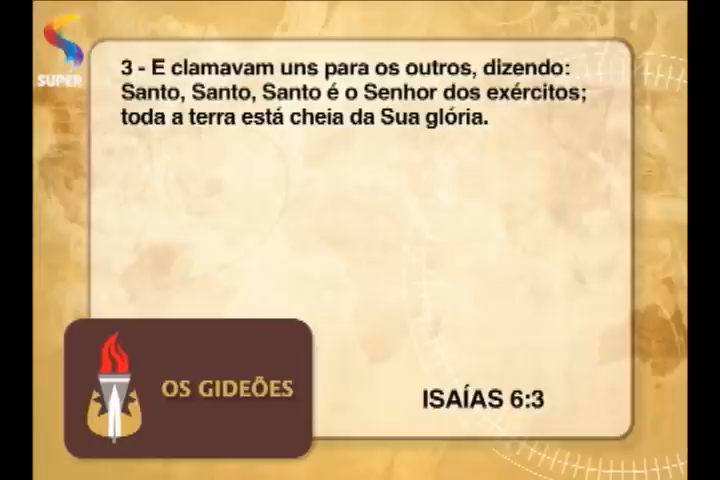 SUPER
3 - E clamavam uns para os outros, dizendo:
Santo, Santo, Santo é o Senhor dos exércitos;
toda a terra está cheia da Sua glória.
OS GIDEÕES
ISAÍAS 6:3